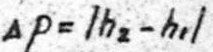 Δp = |h₂ - h₁|